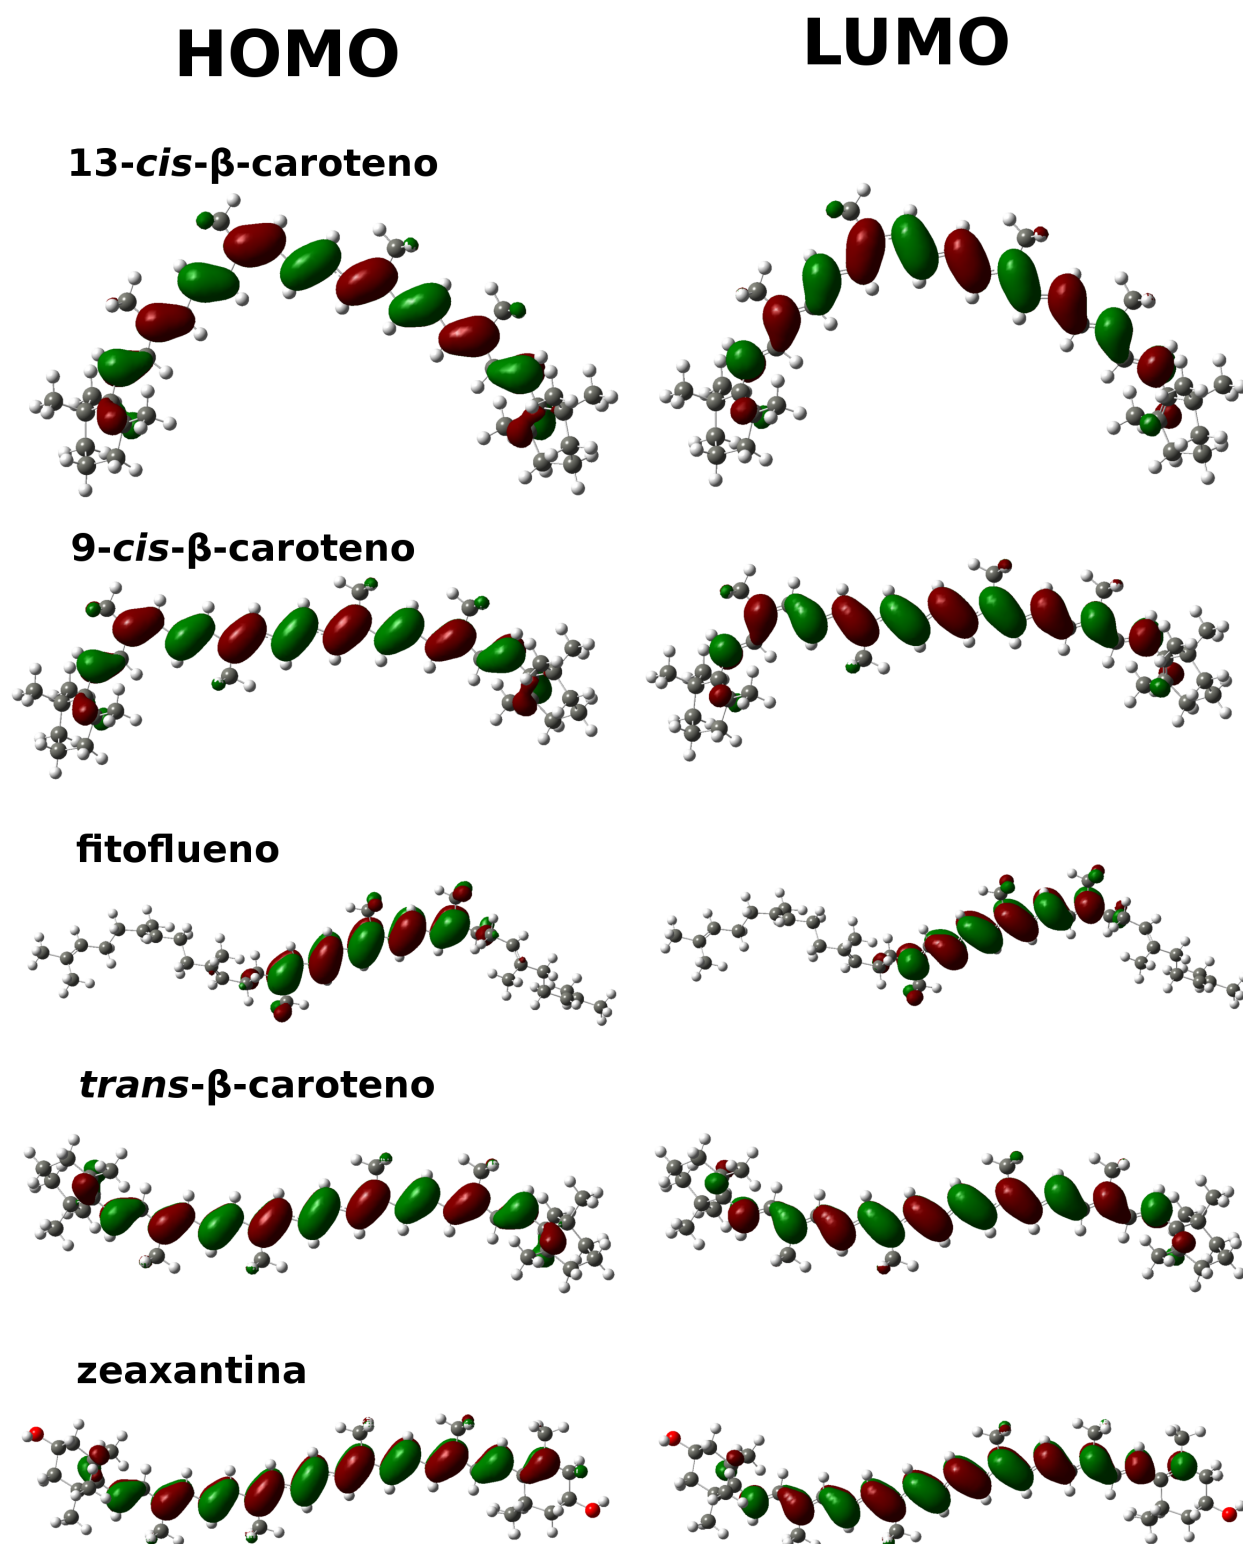 HOMO
LUMO
13-cis-β-caroteno
9-cis-β-caroteno
fitoflueno
trans-β-caroteno
zeaxantina